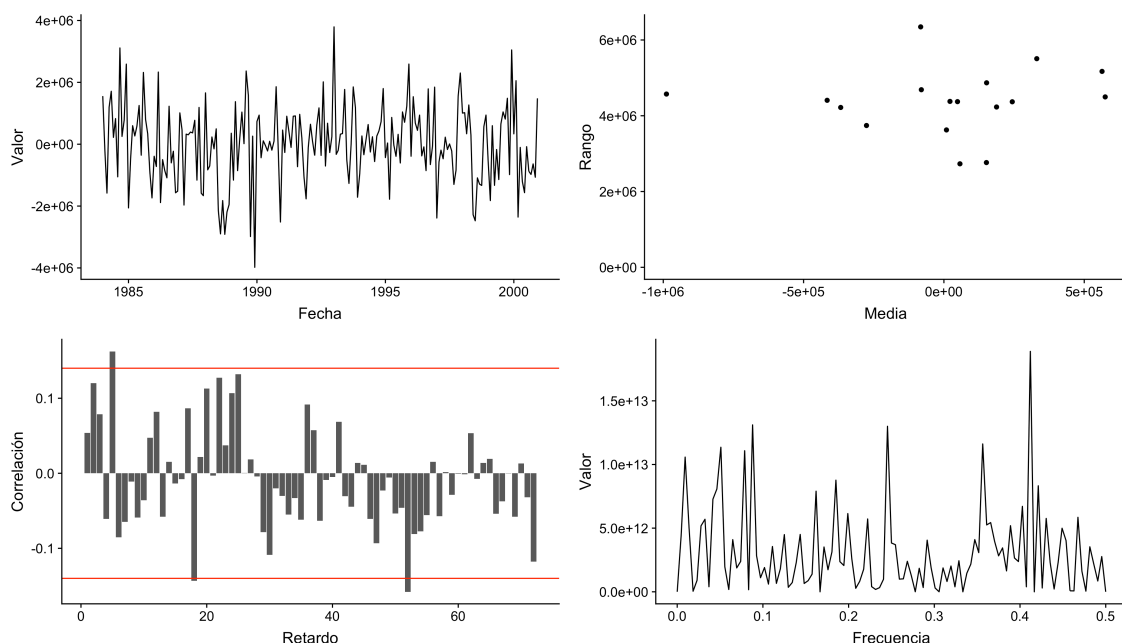 4e+06
2e+06
0e+00
-2e+06
-4e+06
Valor
1985
1990
1995
2000
Fecha
6e+06
4e+06
2e+06
0e+00
Rango
-1e+06
-5e+05
0e+00
5e+05
Media
0.1
0.0
-0.1
Correlación
0
20
40
60
Retardo
1.5e+13
1.0e+13
5.0e+12
0.0e+00
Valor
0.0
0.1
0.2
0.3
0.4
0.5
Frecuencia